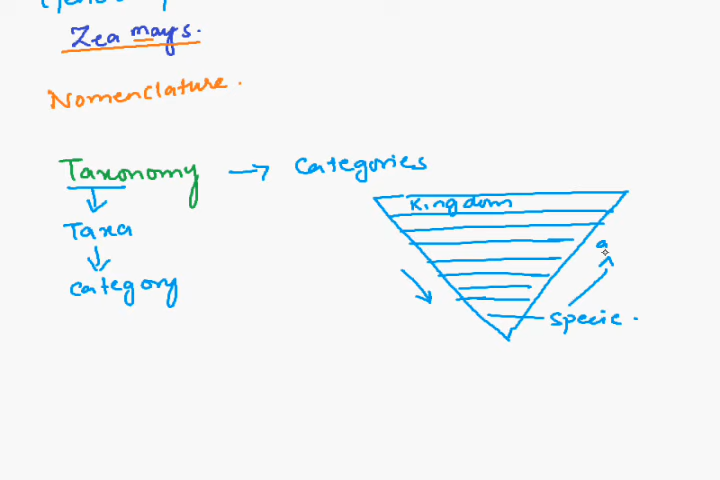 Zea mays.
Nomenclature.
Taxonomy → Categories
Kingdom
Taxa
a
category
specie.